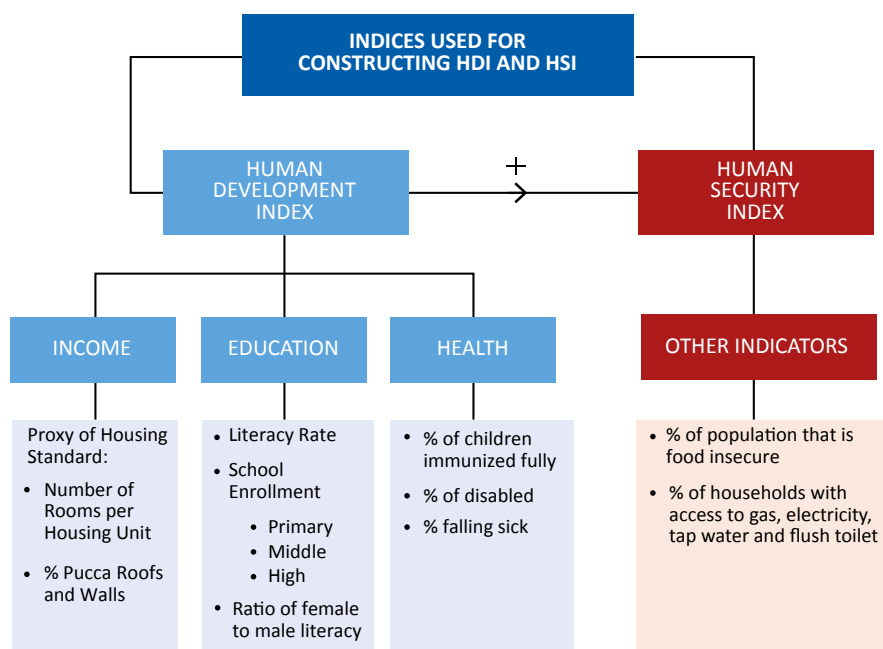 INDICES USED FOR
CONSTRUCTING HDI AND HSI
HUMAN
DEVELOPMENT
INDEX
+
HUMAN
SECURITY
INDEX
INCOME
EDUCATION
HEALTH
OTHER INDICATORS
Proxy of Housing
Standard:
• Number of
Rooms per
Housing Unit
• % Pucca Roofs
and Walls
• Literacy Rate
• School
Enrollment
• Primary
• Middle
• High
• Ratio of female
to male literacy
• % of children
immunized fully
• % of disabled
• % falling sick
• % of population that is
food insecure
• % of households with
access to gas, electricity,
tap water and flush toilet